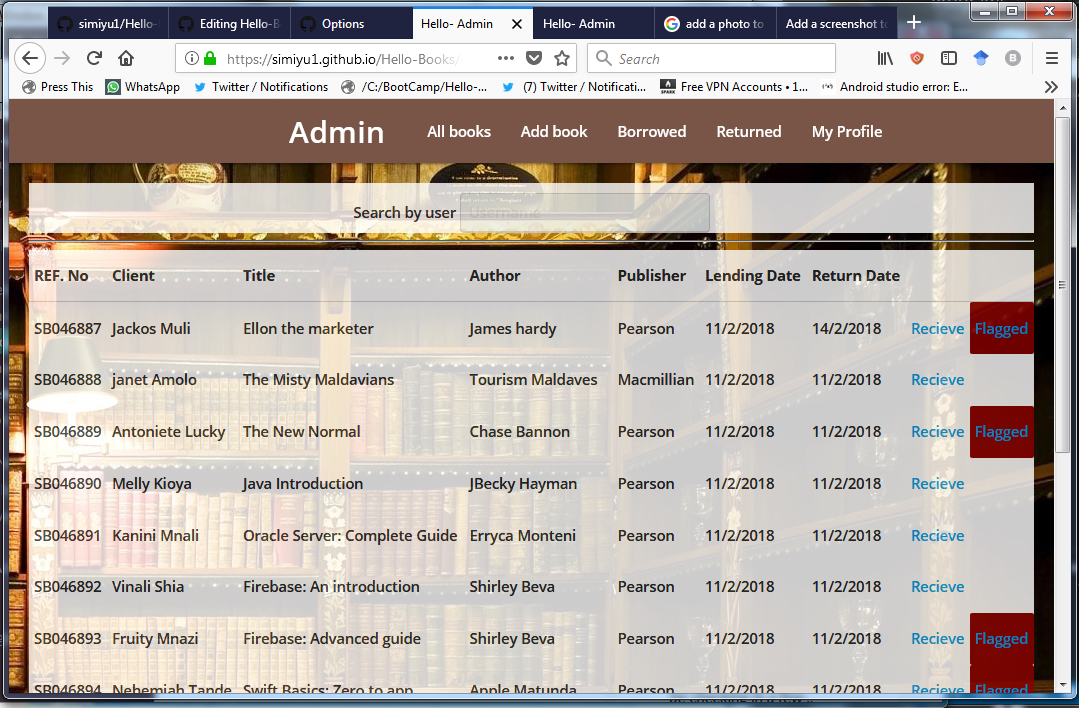 simiyu1/Hello- Editing Hello-B Options Hello- Admin Hello- Admin add a photo to Add a screenshot to
https://simiyu1.github.io/Hello-Books/ Search
Press This WhatsApp Twitter / Notifications /C:/BootCamp/Hello-... (7) Twitter / Notificati... Free VPN Accounts • 1... Android studio error: E...
Admin All books Add book Borrowed Returned My Profile
Search by user Username
REF. No Client Title Author Publisher Lending Date Return Date
SB046887 Jackos Muli Ellon the marketer James hardy Pearson 11/2/2018 14/2/2018 Recieve Flagged
SB046888 janet Amolo The Misty Maldavians Tourism Maldaves Macmillian 11/2/2018 11/2/2018 Recieve
SB046889 Antoniete Lucky The New Normal Chase Bannon Pearson 11/2/2018 11/2/2018 Recieve Flagged
SB046890 Melly Kioya Java Introduction JBecky Hayman Pearson 11/2/2018 11/2/2018 Recieve
SB046891 Kanini Mnali Oracle Server: Complete Guide Erryca Monteni Pearson 11/2/2018 11/2/2018 Recieve
SB046892 Vinali Shia Firebase: An introduction Shirley Beva Pearson 11/2/2018 11/2/2018 Recieve
SB046893 Fruity Mnazi Firebase: Advanced guide Shirley Beva Pearson 11/2/2018 11/2/2018 Recieve Flagged
SB046894 Nehemiah Tande Swift Basics: Zero to app Apple Matunda Pearson 11/2/2018 11/2/2018 Recieve Flagged